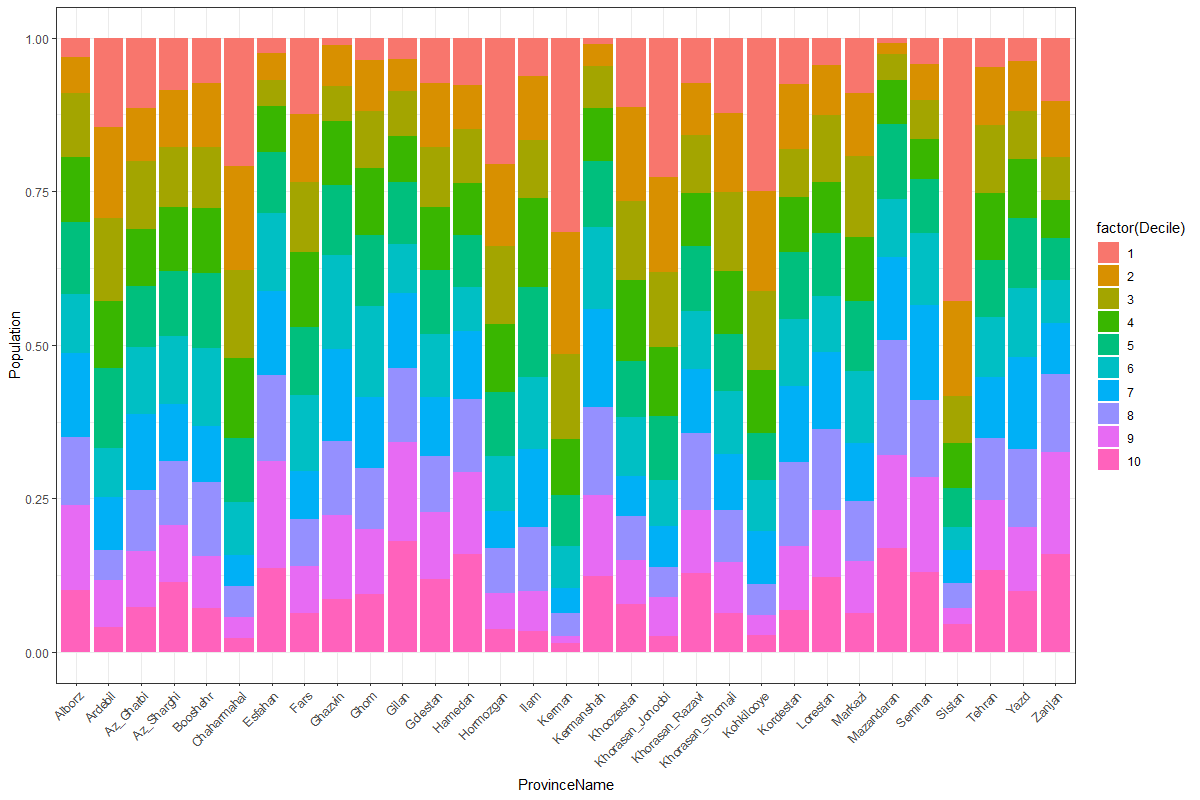 1.00
0.75
0.50
0.25
0.00
Population
Alborz
Ardebil
Az_Gharbi
Az_Sharghi
Booshehr
Chaharmahal
Esfahan
Fars
Ghazvin
Ghom
Gilan
Golestan
Hamedan
Hormozgan
Ilam
Kerman
Kermanshah
Khoozestan
Khorasan_Jonoobi
Khorasan_Razavi
Khorasan_Shomali
Kohkilooye
Kordestan
Lorestan
Markazi
Mazandaran
Semnan
Sistan
Tehran
Yazd
Zanjan
ProvinceName
factor(Decile)
1
2
3
4
5
6
7
8
9
10